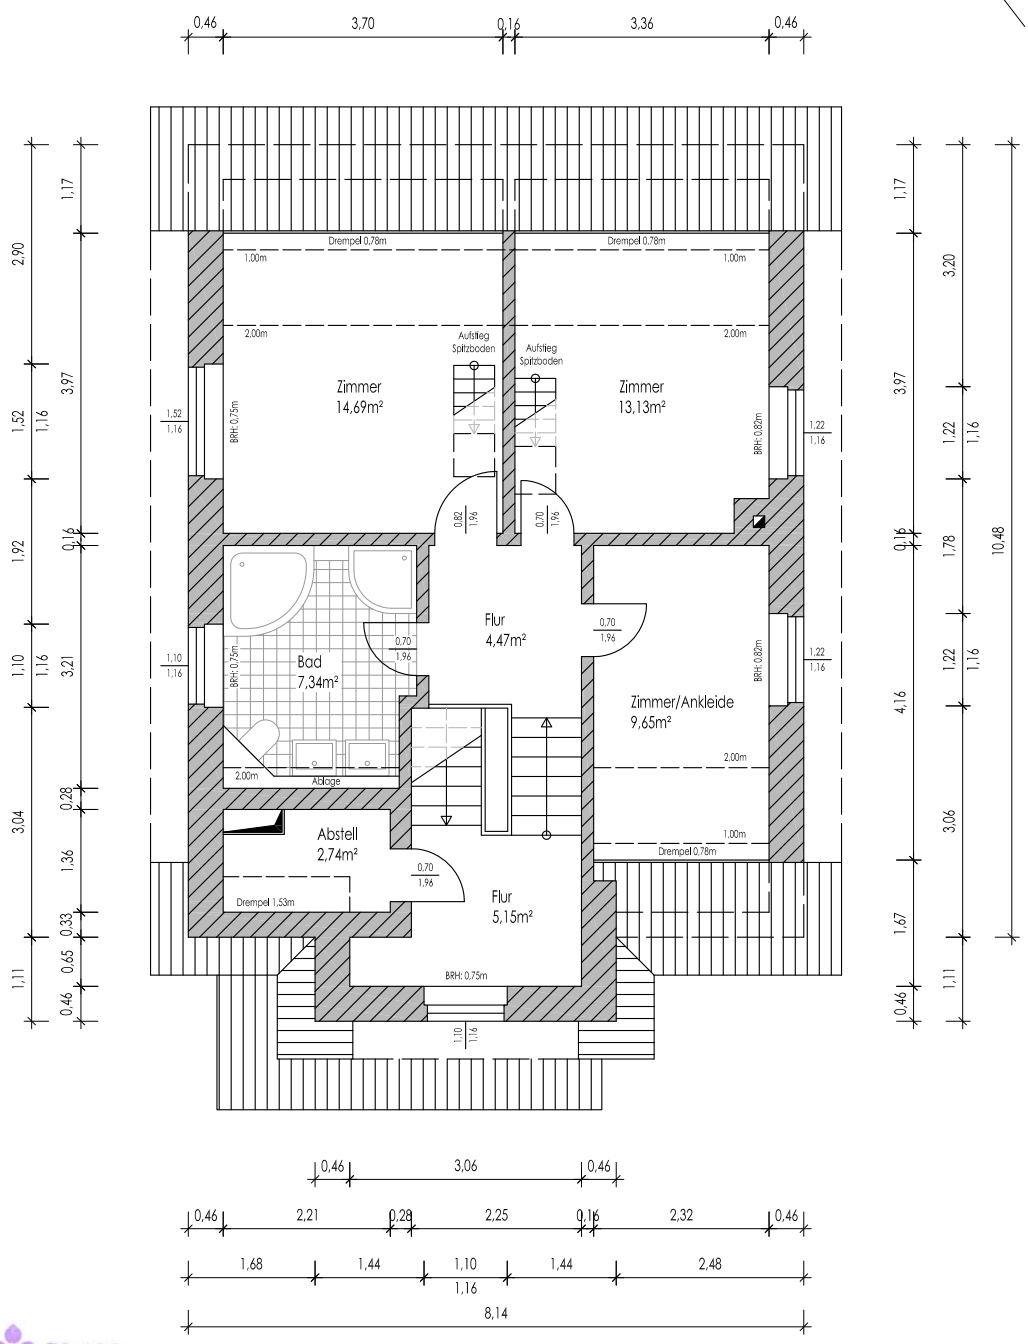 0,46 3,70 0,16 3,36 0,46
1,17
2,90
3,97
1,52
1,16
0,16
1,92
1,10
1,16
3,21
0,28
3,04
1,36
0,33
0,65
1,11
0,46
1,17
3,20
3,97
1,22
1,16
10,48
0,16
1,78
1,22
1,16
4,16
3,06
1,67
1,11
0,46
Drempel 0,78m
Drempel 0,78m
1,00m
1,00m
2,00m
2,00m
Aufstieg
Spitzboden
Aufstieg
Spitzboden
Zimmer
14,69m²
Zimmer
13,13m²
1,52
1,16
BRH: 0,75m
BRH: 0,82m
1,22
1,16
0,82
1,96
0,70
1,96
Flur
4,47m²
0,70
1,96
0,70
1,96
1,10
1,16
BRH: 0,75m
Bad
7,34m²
BRH: 0,82m
1,22
1,16
Zimmer/Ankleide
9,65m²
2,00m
2,00m
Ablage
1,00m
Drempel 0,78m
Abstell
2,74m²
0,70
1,96
Drempel 1,53m
Flur
5,15m²
BRH: 0,75m
1,10
1,16
0,46 3,06 0,46
0,46 2,21 0,28 2,25 0,16 2,32 0,46
1,68 1,44 1,10 1,44 2,48
1,16
8,14